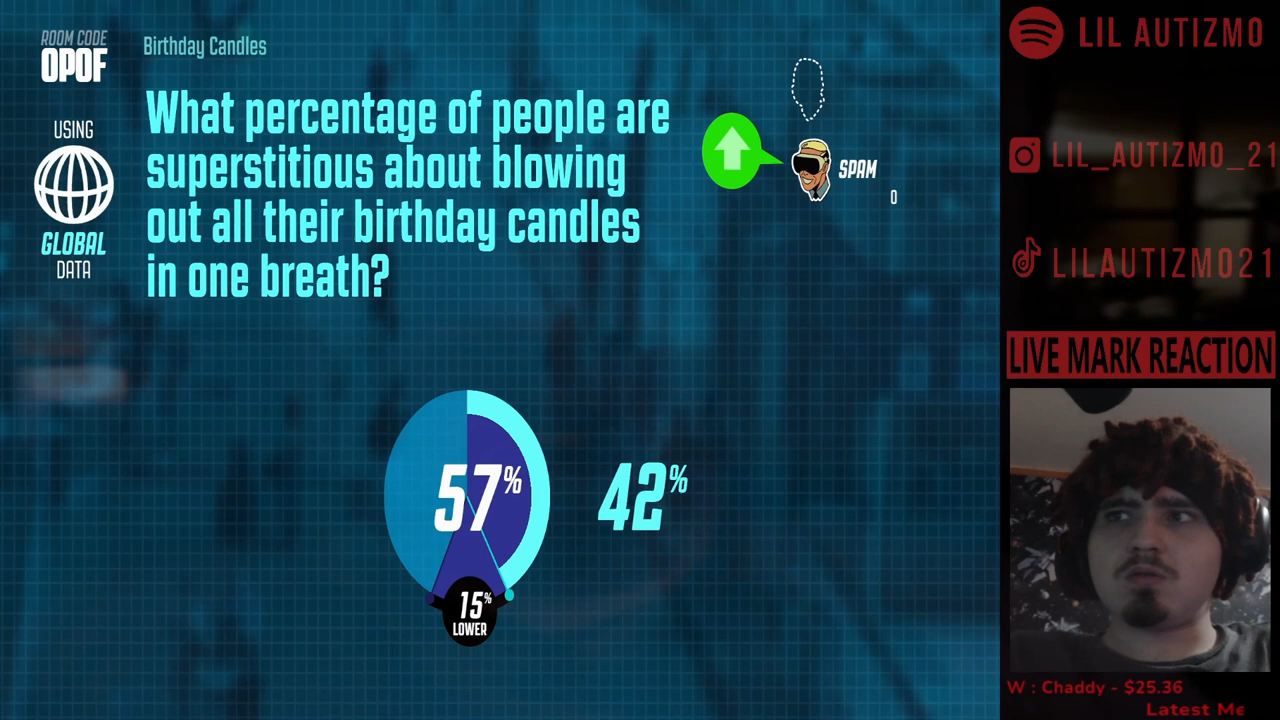 ROOM CODE
OPOF
Birthday Candles
USING
GLOBAL
DATA
What percentage of people are
superstitious about blowing
out all their birthday candles
in one breath?
SPAM
0
57%
42%
15%
LOWER
LIL AUTIZMO
LIL_AUTIZMO_21
LILAUTIZMO21
LIVE MARK REACTION
W : Chaddy - $25.36
Latest Me